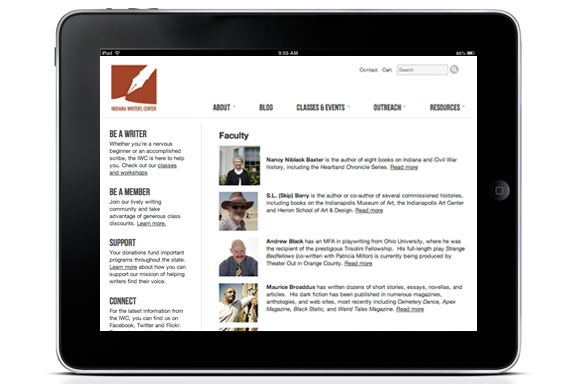 iPad
9:55 AM
86%
Contact. Cart. Search
INDIANA WRITERS CENTER
ABOUT BLOG CLASSES & EVENTS OUTREACH RESOURCES
BE A WRITER
Whether you're a nervous
beginner or an accomplished
scribe, the IWC is here to help
you. Check out our classes
and workshops
BE A MEMBER
Join our lively writing
community and take
advantage of generous class
discounts. Learn more.
SUPPORT
Your donations fund important
programs throughout the state.
Learn more about how you can
support our mission of helping
writers find their voice.
CONNECT
For the latest information
from the IWC, you can find us on
Facebook, Twitter and Flickr.
Faculty
Nancy Niblack Baxter is the author of eight books on Indiana and Civil War
history, including the Heartland Chronicle Series. Read more
S.L. (Skip) Barry is the author or co-author of several commissioned histories,
including books on the Indianapolis Museum of Art, the Indianapolis Art Center
and Herron School of Art & Design. Read more
Andrew Black has an MFA in playwriting from Ohio University, where he was
the recipient of the prestigious Trisolini Fellowship. His full-length play Strange
Bedfellows (co-written with Patricia Milton) is currently being produced by
Theater Out in Orange County. Read more
Maurice Broaddus has written dozens of short stories, essays, novellas, and
articles. His dark fiction has been published in numerous magazines,
anthologies, and web sites, most recently including Cemetery Dance, Apex
Magazine, Black Static, and Weird Tales Magazine. Read more